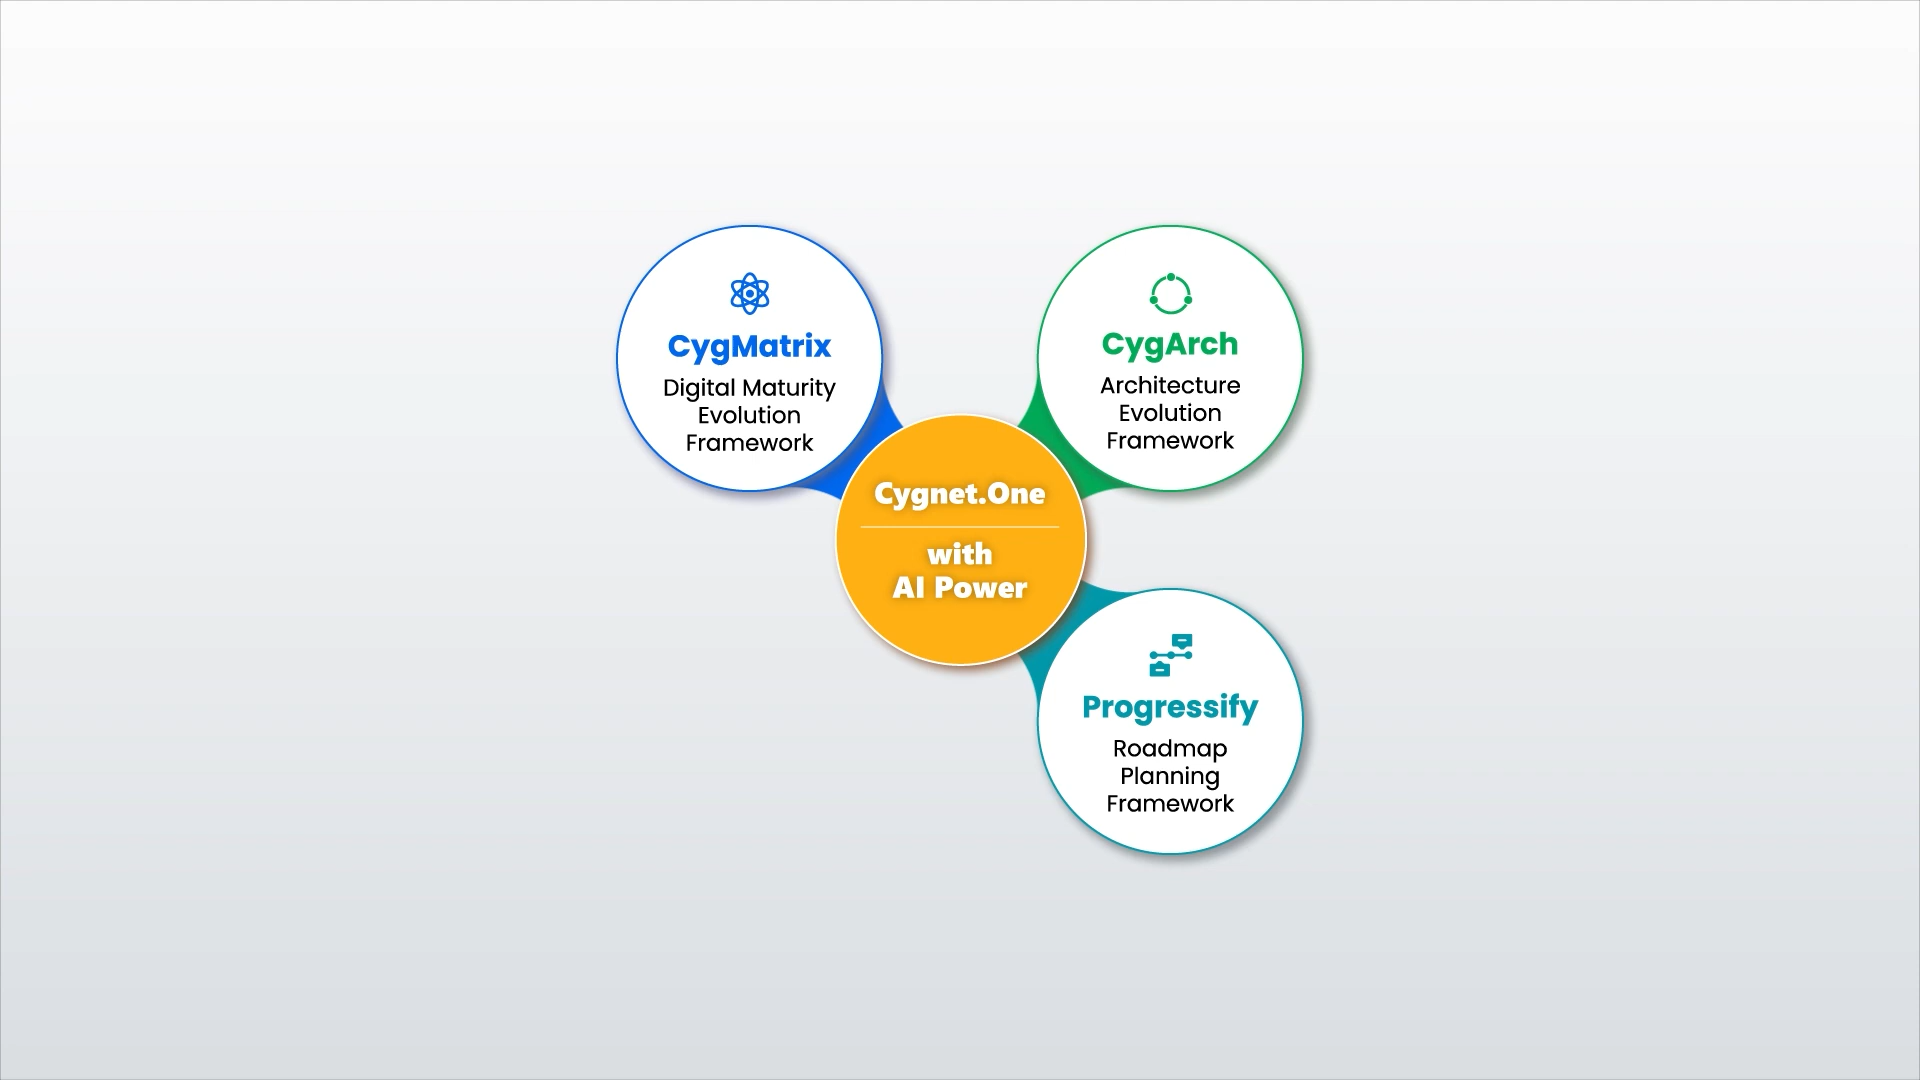 CygMatrix
Digital Maturity
Evolution
Framework
CygArch
Architecture
Evolution
Framework
Cygnet.One
with
AI Power
Progressify
Roadmap
Planning
Framework